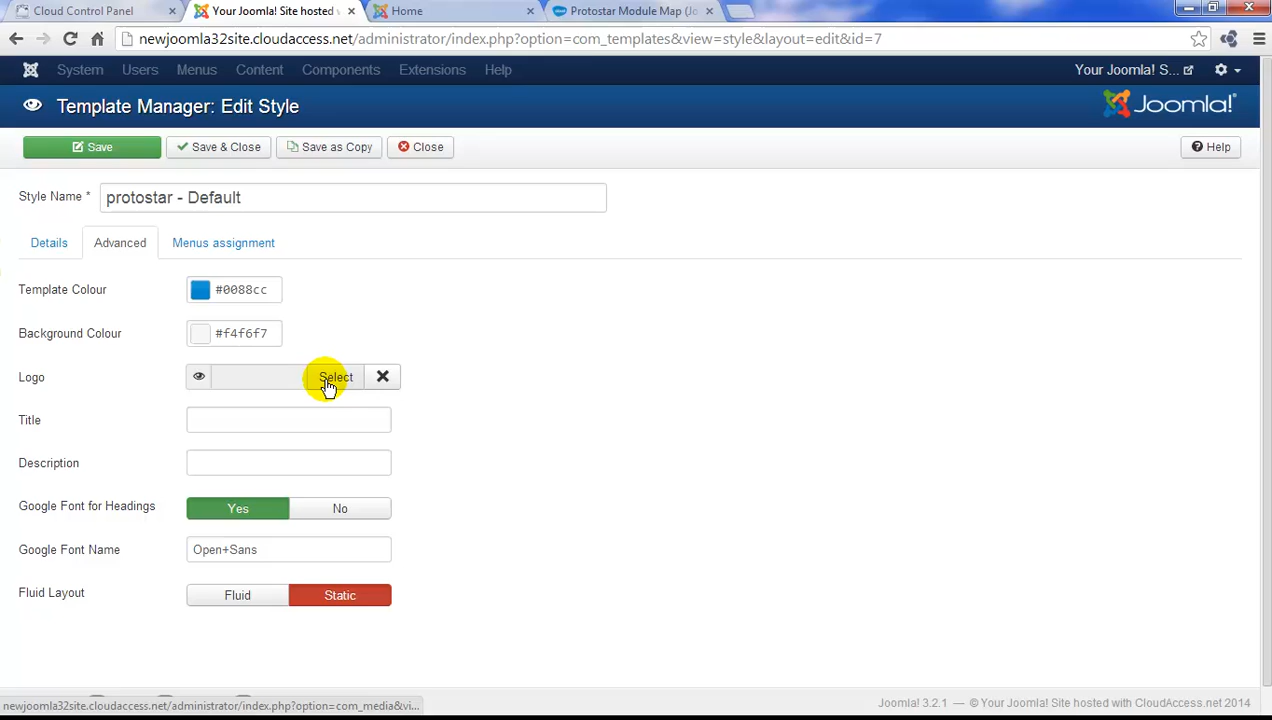 Cloud Control Panel
Your Joomla! Site hosted
Home
Protostar Module Map (Jo
newjoomla32site.cloudaccess.net/administrator/index.php?option=com_templates&view=style&layout=edit&id=7
System Users Menus Content Components Extensions Help
Your Joomla! S...
Template Manager: Edit Style
Joomla!®
Save
Save & Close
Save as Copy
Close
Help
Style Name *
protostar - Default
Details
Advanced
Menus assignment
Template Colour
#0088cc
Background Colour
#f4f6f7
Logo
Select
Title
Description
Google Font for Headings
Yes
No
Google Font Name
Open+Sans
Fluid Layout
Fluid
Static
newjoomla32site.cloudaccess.net/administrator/index.php?option=com_media&vi...
Joomla! 3.2.1 — © Your Joomla! Site hosted with CloudAccess.net 2014